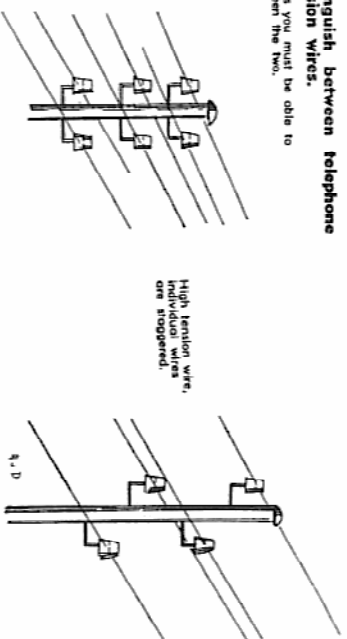 nguish between telephone
sion wires.
s you must be able to
en the two.
High tension wire,
individual wires
are staggered.